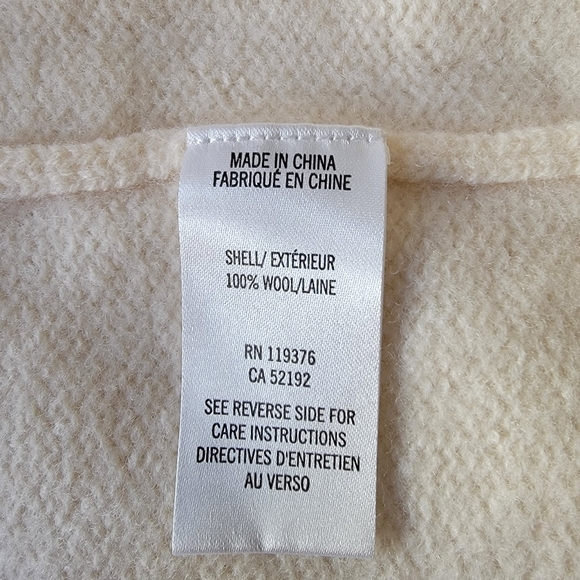 MADE IN CHINA
FABRIQUÉ EN CHINE
SHELL/ EXTÉRIEUR
100% WOOL/LAINE
RN 119376
CA 52192
SEE REVERSE SIDE FOR
CARE INSTRUCTIONS
DIRECTIVES D'ENTRETIEN
AU VERSO